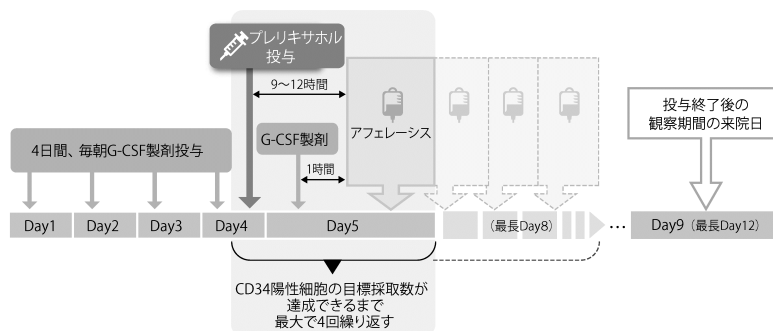 プレリキサホル
投与
9~12時間
G-CSF製剤
アフェレーシス
1時間
4日間、毎朝G-CSF製剤投与
投与終了後の
観察期間の来院日
Day1
Day2
Day3
Day4
Day5
(最長Day8)
…
Day9(最長Day12)
CD34陽性細胞の目標採取数が
達成できるまで
最大で4回繰り返す